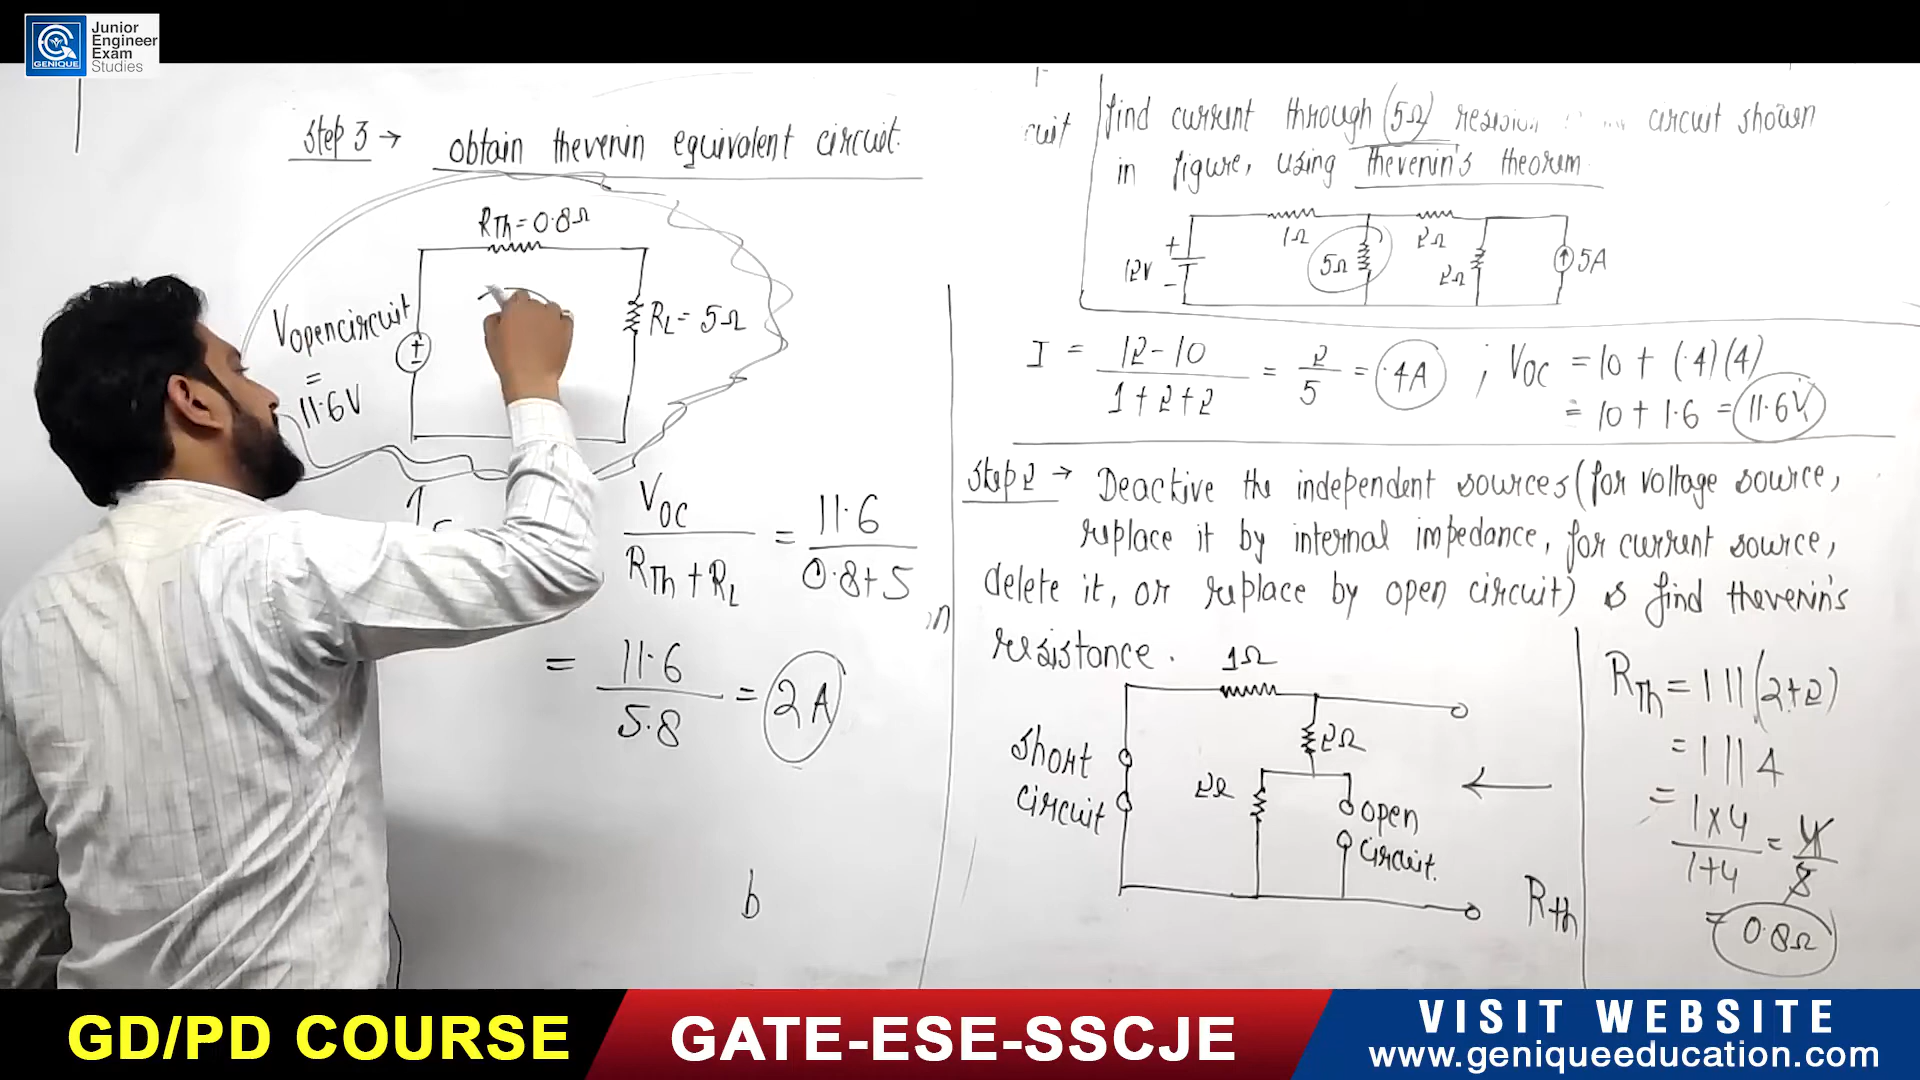 Junior
Engineer
Exam
Studies
GENIQUE
Step 3 → obtain thevenin equivalent circuit.
RTh = 0.8Ω
Vopencircuit
=
11.6V
RL = 5Ω
Voc
RTh + RL
= 11.6
0.8+5
= 11.6
5.8
= 2A
b
cuit
find current through (5Ω) circuit shown
in figure, using thevenin's theorem.
1Ω
2Ω
12V
+
-
5Ω
2Ω
5A
I = 12-10
1+2+2
= 2
5
= .4A ; Voc = 10 + (.4)(4)
= 10 + 1.6 = 11.6V
Step 2 → Deactive the independent sources (for voltage source,
replace it by internal impedance, for current source,
delete it, or replace by open circuit) & find thevenin's
resistance.
1Ω
2Ω
2Ω
short
circuit
open
circuit.
Rth
RTh = 1||(2+2)
= 1||4
= 1×4
1+4
= 4
5
= 0.8Ω
GD/PD COURSE
GATE-ESE-SSCJE
VISIT WEBSITE
www.geniqueeducation.com